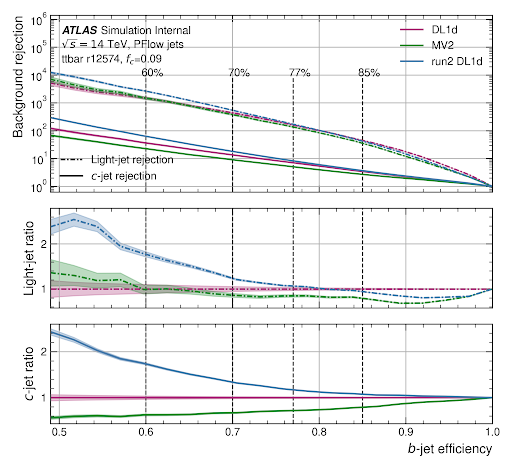 ATLAS Simulation Internal
√s = 14 TeV, PFlow jets
ttbar r12574, f_c=0.09
DL1d
MV2
run2 DL1d
60%
70%
77%
85%
Background rejection
10^6
10^5
10^4
10^3
10^2
10^1
10^0
Light-jet rejection
c-jet rejection
Light-jet ratio
2
1
c-jet ratio
2
1
0.5
0.6
0.7
0.8
0.9
1.0
b-jet efficiency